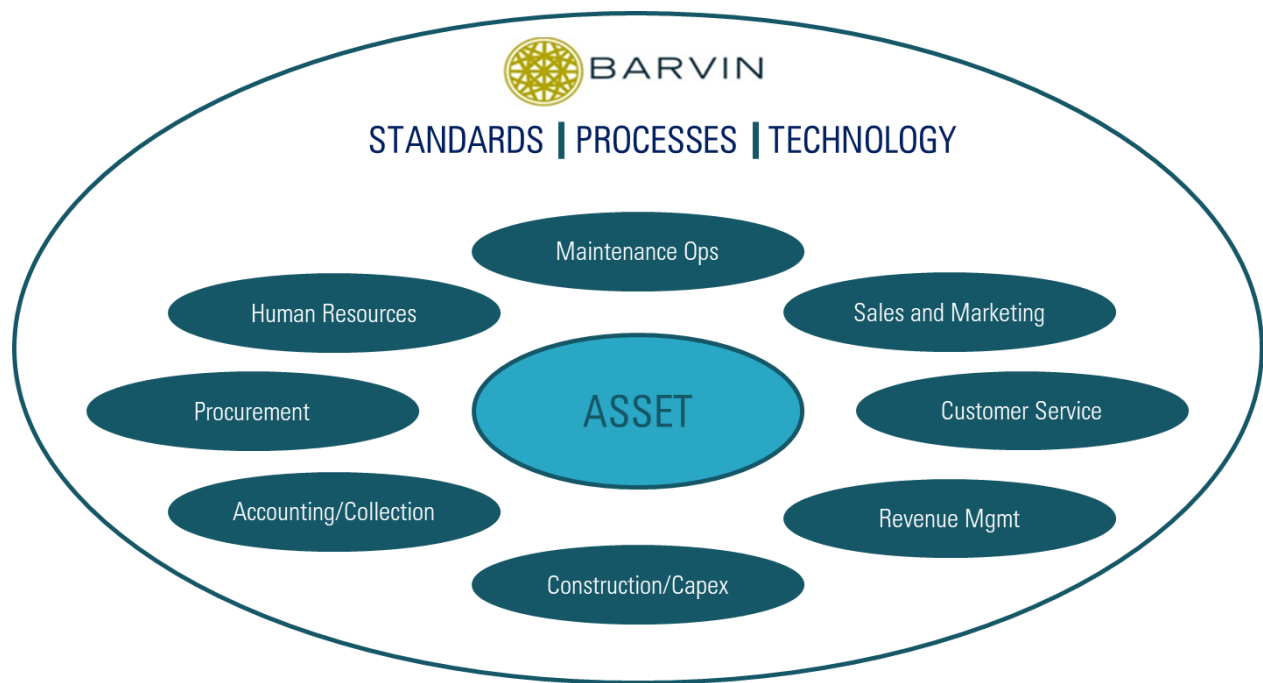 BARVIN
STANDARDS | PROCESSES | TECHNOLOGY
Maintenance Ops
Human Resources
Sales and Marketing
Procurement
ASSET
Customer Service
Accounting/Collection
Revenue Mgmt
Construction/Capex